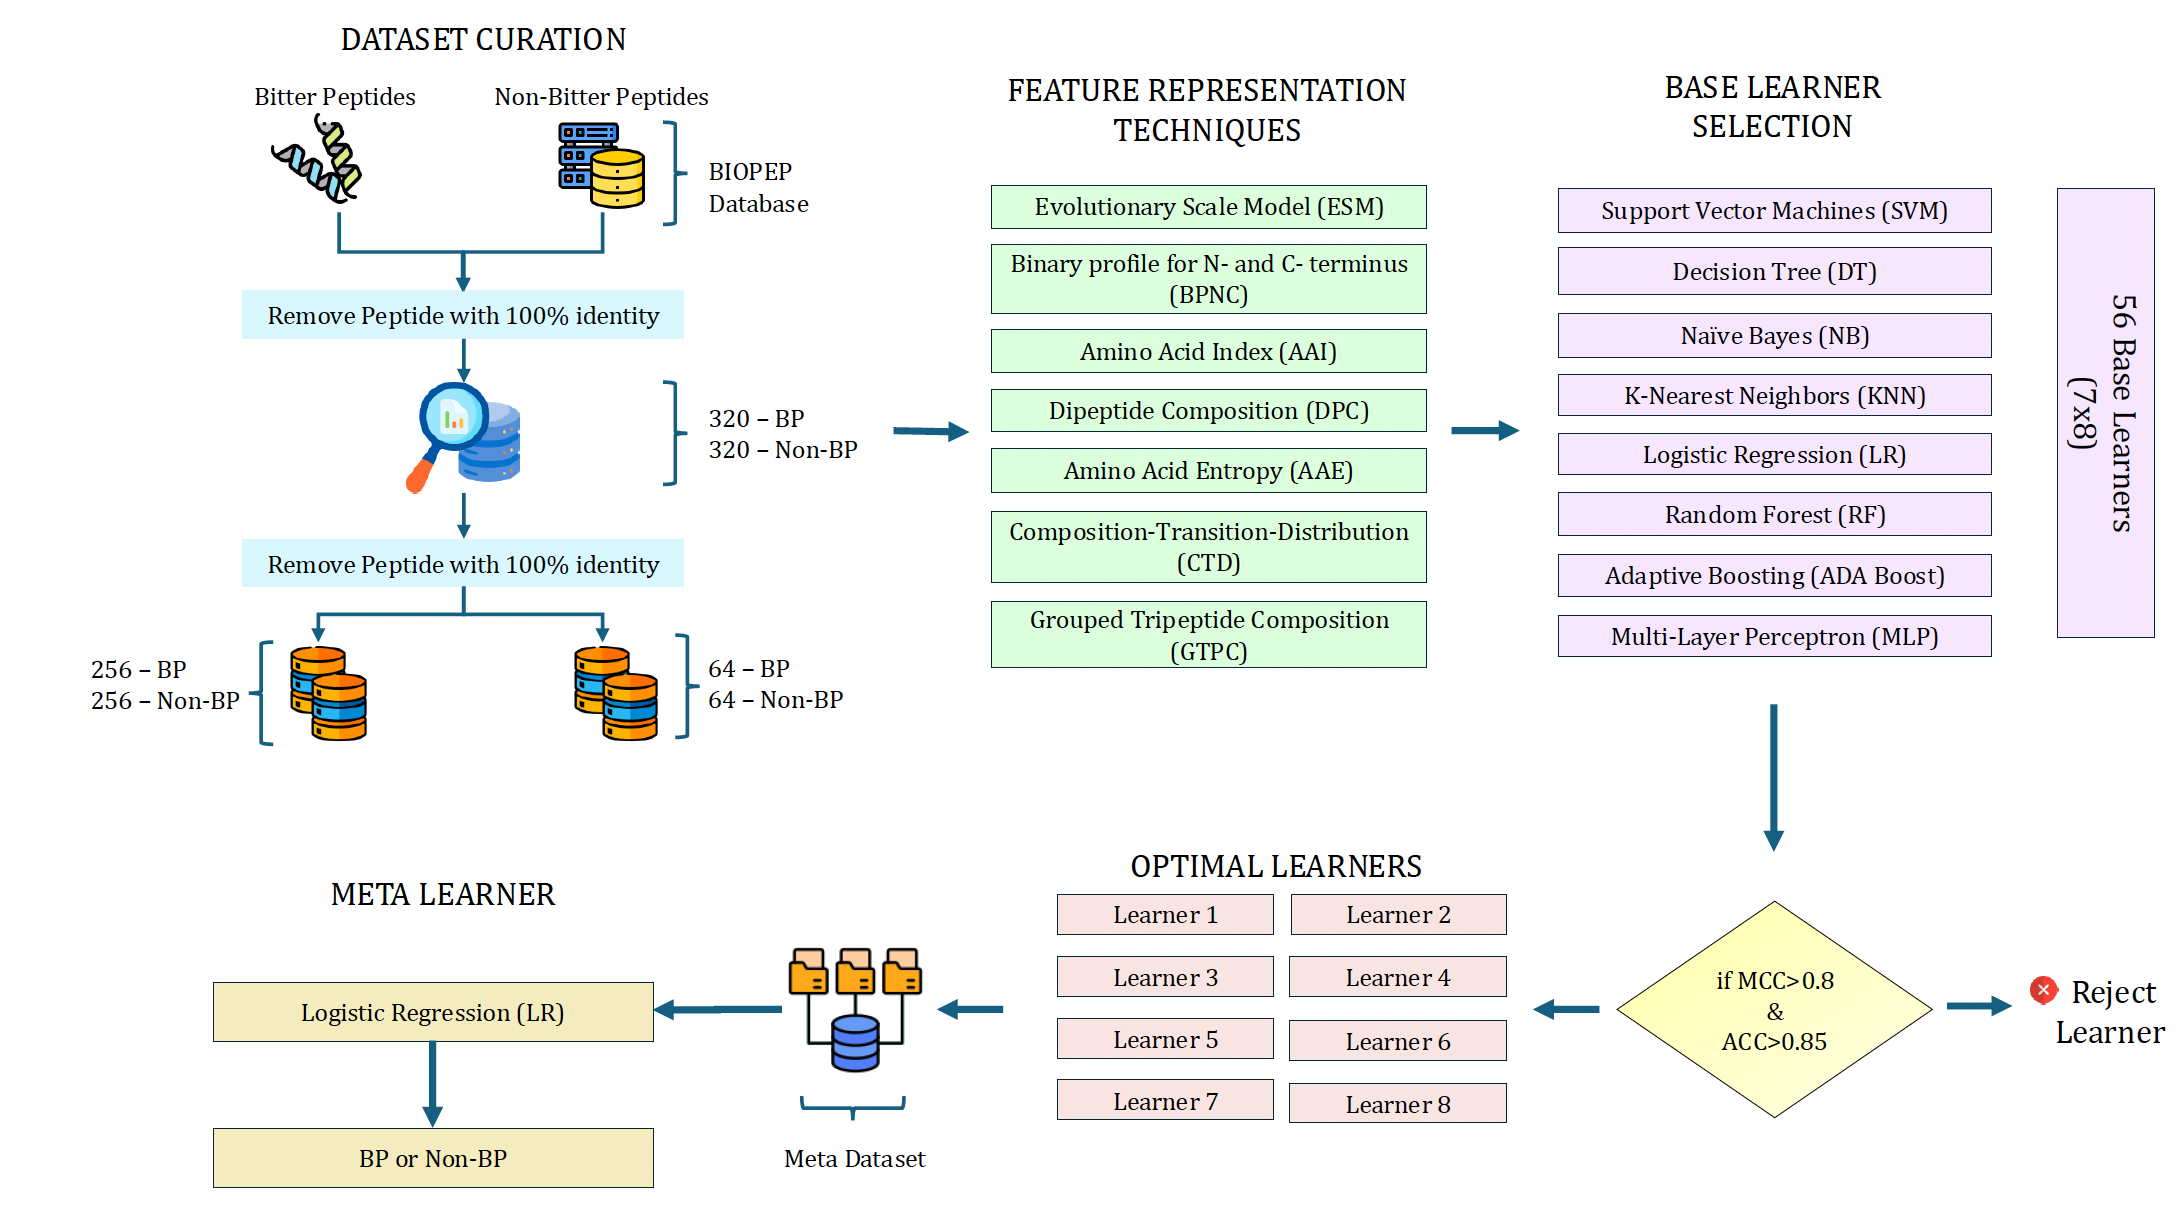 DATASET CURATION
Bitter Peptides
Non-Bitter Peptides
BIOPEP
Database
Remove Peptide with 100% identity
320 – BP
320 – Non-BP
Remove Peptide with 100% identity
256 – BP
256 – Non-BP
64 – BP
64 – Non-BP
FEATURE REPRESENTATION
TECHNIQUES
Evolutionary Scale Model (ESM)
Binary profile for N- and C- terminus
(BPNC)
Amino Acid Index (AAI)
Dipeptide Composition (DPC)
Amino Acid Entropy (AAE)
Composition-Transition-Distribution
(CTD)
Grouped Tripeptide Composition
(GTPC)
BASE LEARNER
SELECTION
Support Vector Machines (SVM)
Decision Tree (DT)
Naïve Bayes (NB)
K-Nearest Neighbors (KNN)
Logistic Regression (LR)
Random Forest (RF)
Adaptive Boosting (ADA Boost)
Multi-Layer Perceptron (MLP)
56 Base Learners
(7x8)
if MCC>0.8
&
ACC>0.85
Reject
Learner
OPTIMAL LEARNERS
Learner 1
Learner 2
Learner 3
Learner 4
Learner 5
Learner 6
Learner 7
Learner 8
Meta Dataset
META LEARNER
Logistic Regression (LR)
BP or Non-BP